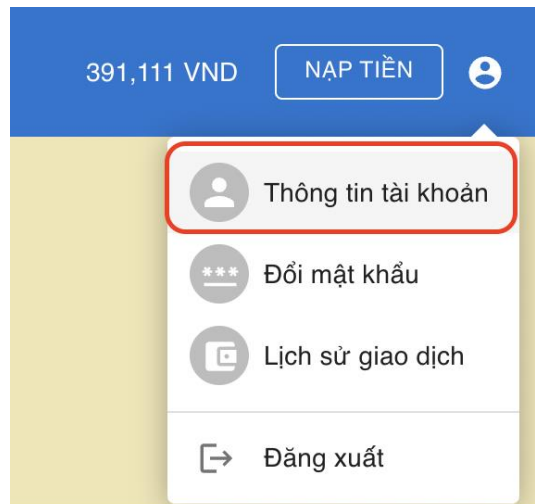 391,111 VND NẠP TIỀN
Thông tin tài khoản
***
Đổi mật khẩu
Lịch sử giao dịch
Đăng xuất